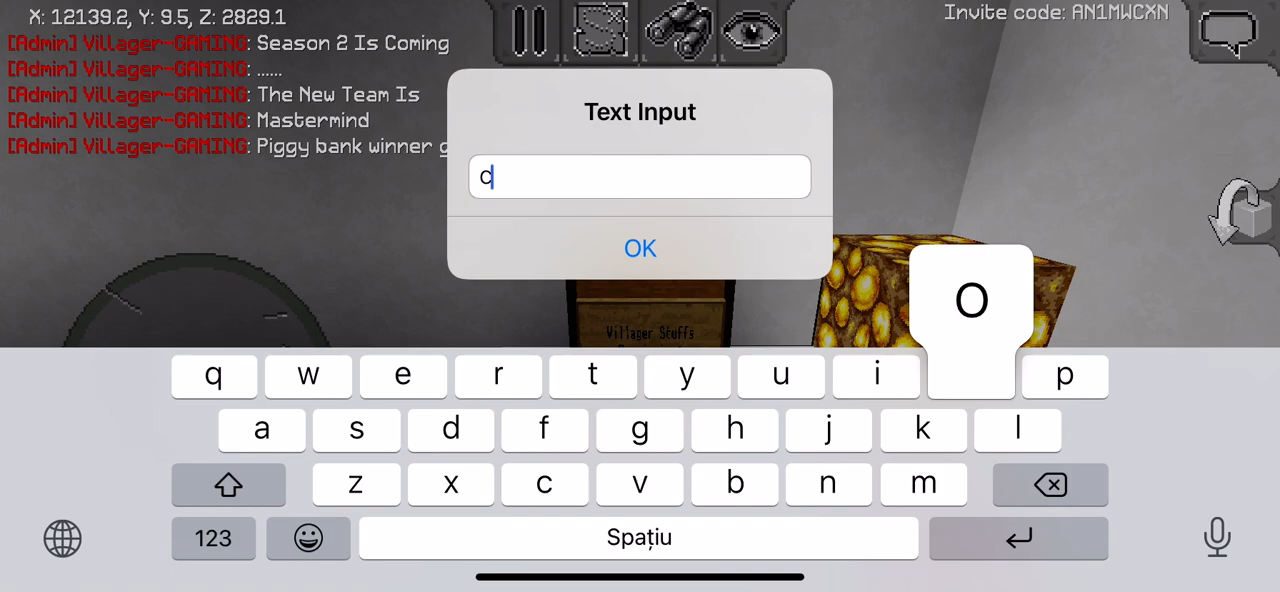 X: 12139.2, Y: 9.5, Z: 2829.1
Invite code: AN1MWCXN
[Admin] Villager-GAMING: Season 2 Is Coming
[Admin] Villager-GAMING: ......
[Admin] Villager-GAMING: The New Team Is
[Admin] Villager-GAMING: Mastermind
[Admin] Villager-GAMING: Piggy bank winner g
Text Input
c
OK
Villager Stuffs
O
q w e r t y u i p
a s d f g h j k l
z x c v b n m
123 Spațiu